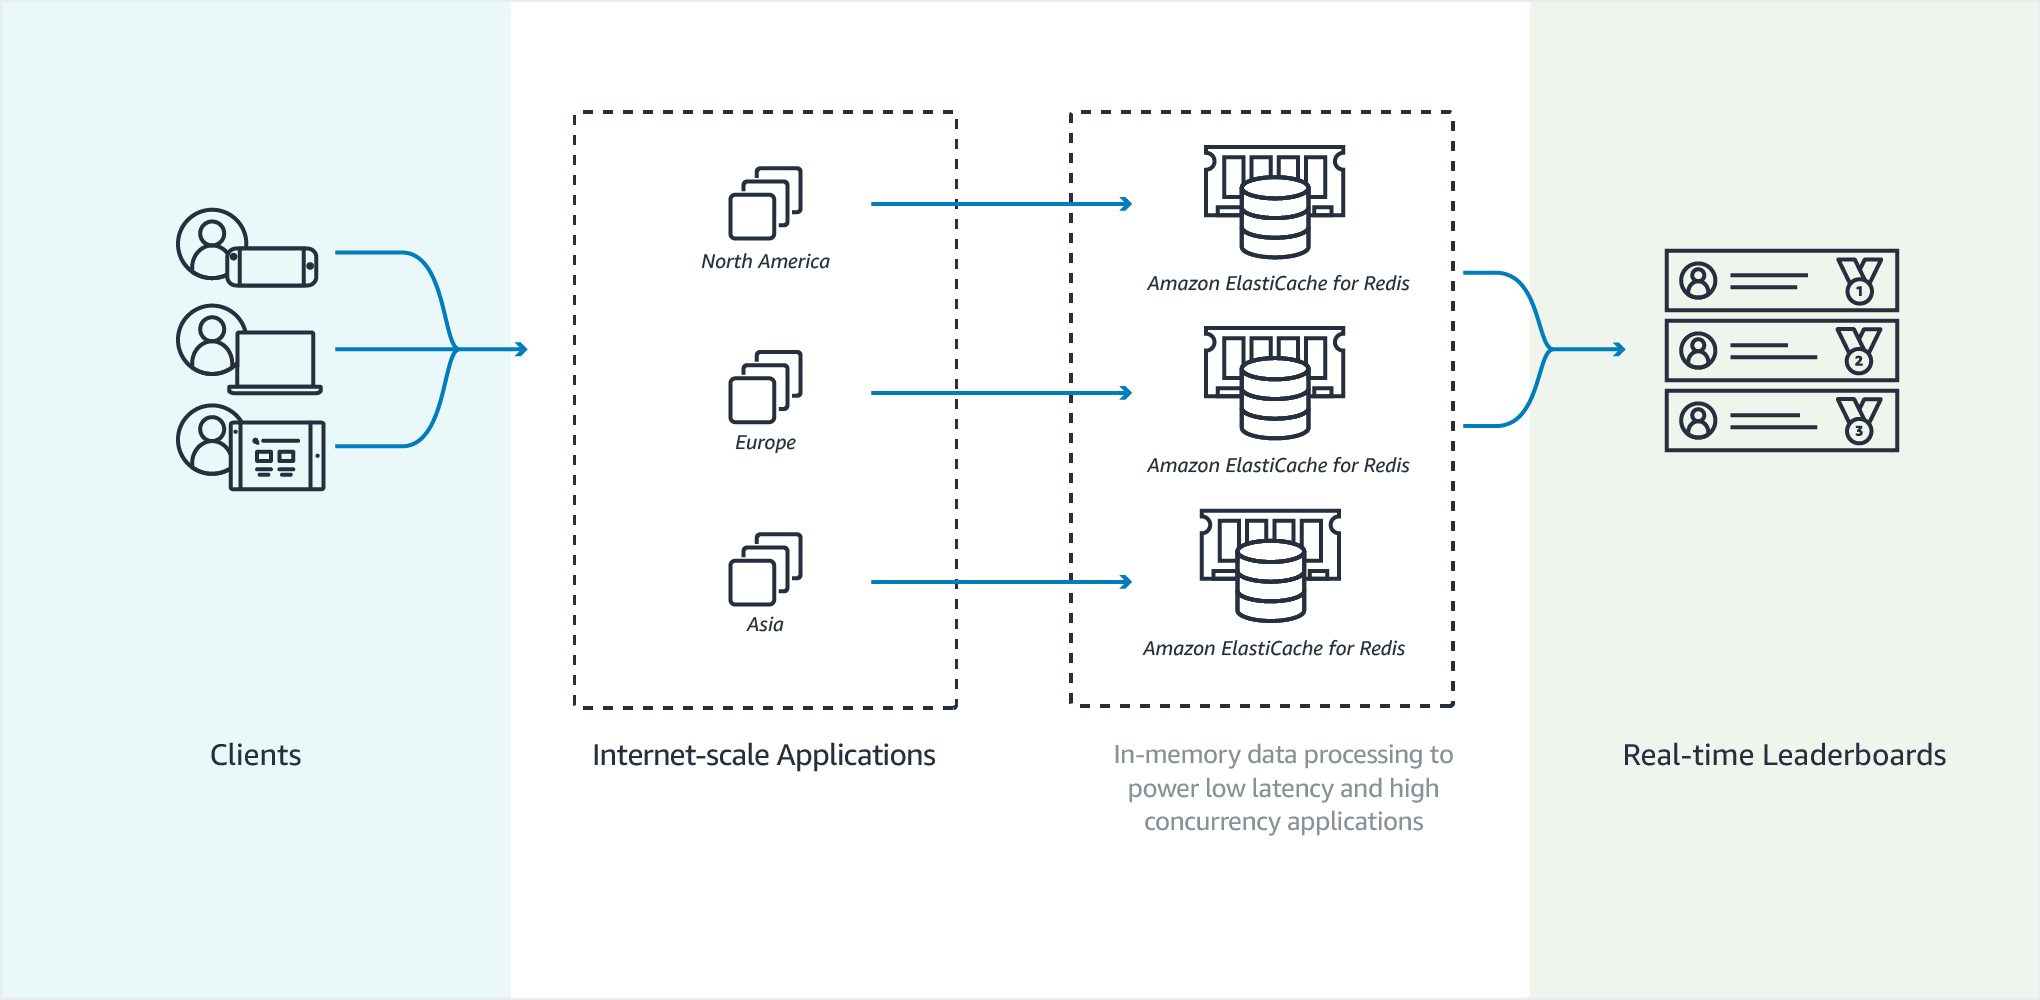 North America
Europe
Asia
Amazon ElastiCache for Redis
Amazon ElastiCache for Redis
Amazon ElastiCache for Redis
1
2
3
Clients
Internet-scale Applications
In-memory data processing to
power low latency and high
concurrency applications
Real-time Leaderboards